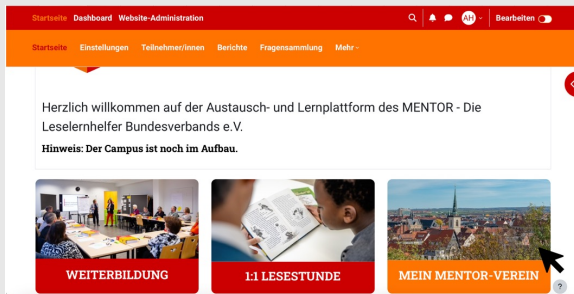 Startseite Dashboard Website-Administration AH Bearbeiten
Startseite Einstellungen Teilnehmer/innen Berichte Fragensammlung Mehr
Herzlich willkommen auf der Austausch- und Lernplattform des MENTOR - Die
Leselernhelfer Bundesverbands e.V.
Hinweis: Der Campus ist noch im Aufbau.
WEITERBILDUNG
1:1 LESESTUNDE
MEIN MENTOR-VEREIN
?